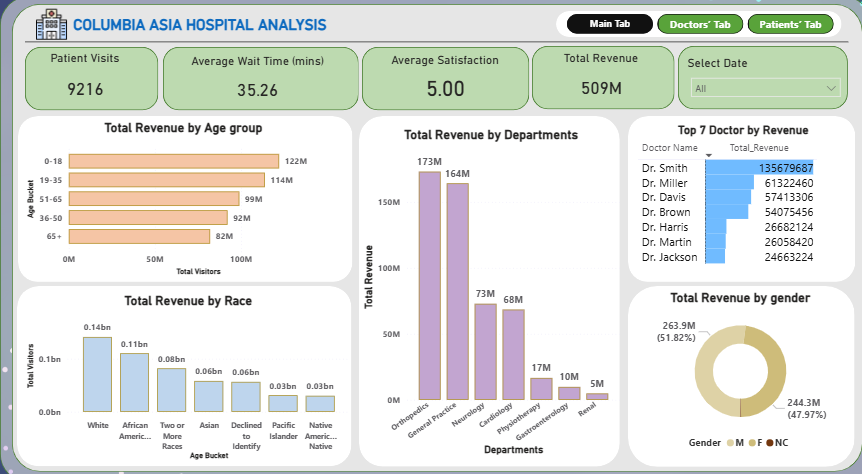 COLUMBIA ASIA HOSPITAL ANALYSIS
Main Tab
Doctors' Tab
Patients' Tab
Patient Visits
9216
Average Wait Time (mins)
35.26
Average Satisfaction
5.00
Total Revenue
509M
Select Date
All
Total Revenue by Age group
Age Bucket
0-18 122M
19-35 114M
51-65 99M
36-50 92M
65+ 82M
0M 50M 100M
Total Visitors
Total Revenue by Race
Total Visitors
0.1bn
0.0bn
0.14bn 0.11bn 0.08bn 0.06bn 0.06bn 0.03bn 0.03bn
White
African
Americ...
Two or
More
Races
Asian
Declined
to
Identify
Pacific
Islander
Native
Americ...
Native
Age Bucket
Total Revenue by Departments
Total Revenue
150M
100M
50M
0M
173M 164M 73M 68M 17M 10M 5M
Orthopedics
General Practice
Neurology
Cardiology
Physiotherapy
Gastroenterology
Renal
Departments
Top 7 Doctor by Revenue
Doctor Name Total_Revenue
Dr. Smith 135679687
Dr. Miller 61322460
Dr. Davis 57413306
Dr. Brown 54075456
Dr. Harris 26682124
Dr. Martin 26058420
Dr. Jackson 24663224
Total Revenue by gender
263.9M
(51.82%)
244.3M
(47.97%)
Gender M F NC